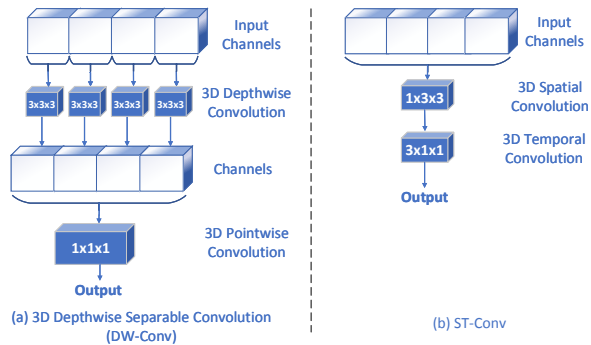 Input
Channels
3x3x3 3x3x3 3x3x3 3x3x3
3D Depthwise
Convolution
Channels
3D Pointwise
Convolution
1x1x1
Output
(a) 3D Depthwise Separable Convolution
(DW-Conv)
Input
Channels
1x3x3
3D Spatial
Convolution
3x1x1
3D Temporal
Convolution
Output
(b) ST-Conv